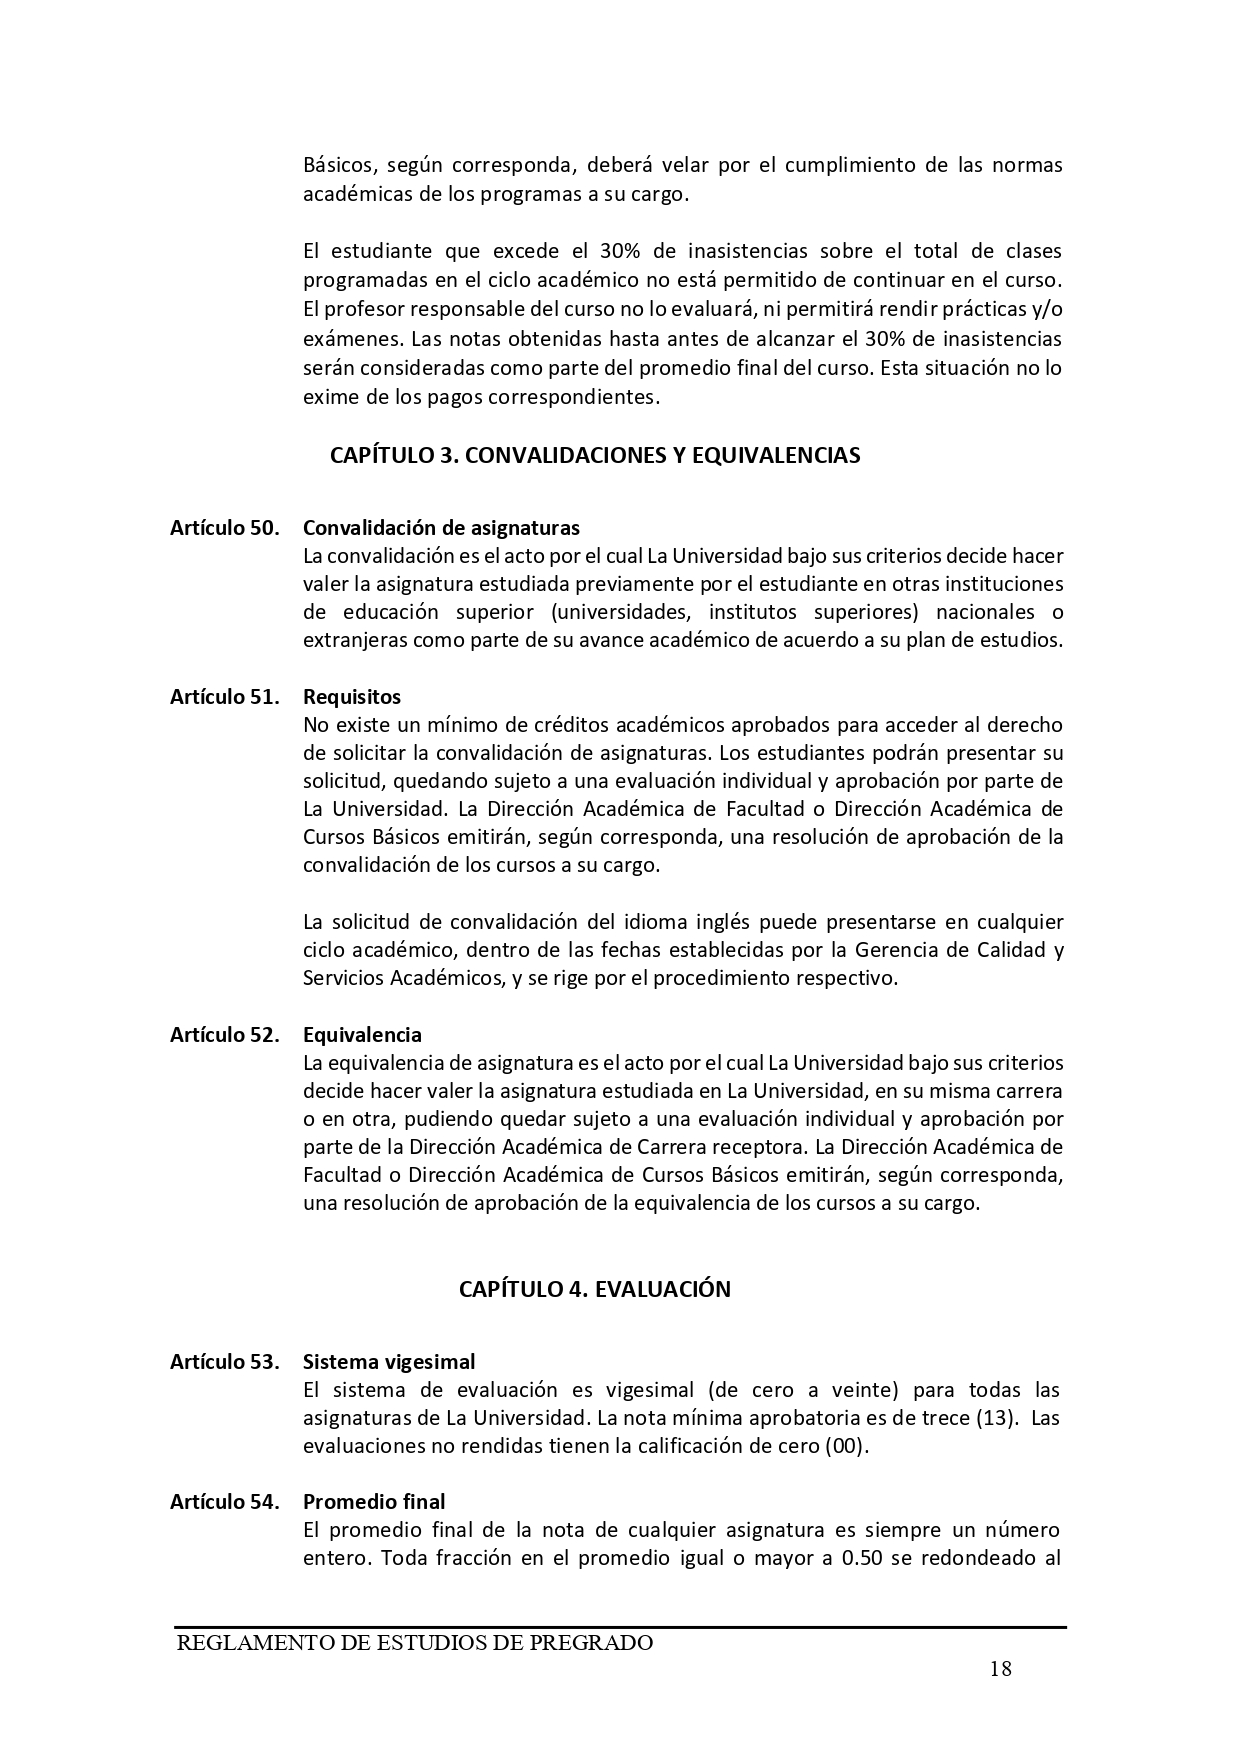 Básicos, según corresponda, deberá velar por el cumplimiento de las normas
académicas de los programas a su cargo.
El estudiante que excede el 30% de inasistencias sobre el total de clases
programadas en el ciclo académico no está permitido de continuar en el curso.
El profesor responsable del curso no lo evaluará, ni permitirá rendir prácticas y/o
exámenes. Las notas obtenidas hasta antes de alcanzar el 30% de inasistencias
serán consideradas como parte del promedio final del curso. Esta situación no lo
exime de los pagos correspondientes.
CAPÍTULO 3. CONVALIDACIONES Y EQUIVALENCIAS
Artículo 50. Convalidación de asignaturas
La convalidación es el acto por el cual La Universidad bajo sus criterios decide hacer
valer la asignatura estudiada previamente por el estudiante en otras instituciones
de educación superior (universidades, institutos superiores) nacionales o
extranjeras como parte de su avance académico de acuerdo a su plan de estudios.
Artículo 51. Requisitos
No existe un mínimo de créditos académicos aprobados para acceder al derecho
de solicitar la convalidación de asignaturas. Los estudiantes podrán presentar su
solicitud, quedando sujeto a una evaluación individual y aprobación por parte de
La Universidad. La Dirección Académica de Facultad o Dirección Académica de
Cursos Básicos emitirán, según corresponda, una resolución de aprobación de la
convalidación de los cursos a su cargo.
La solicitud de convalidación del idioma inglés puede presentarse en cualquier
ciclo académico, dentro de las fechas establecidas por la Gerencia de Calidad y
Servicios Académicos, y se rige por el procedimiento respectivo.
Artículo 52. Equivalencia
La equivalencia de asignatura es el acto por el cual La Universidad bajo sus criterios
decide hacer valer la asignatura estudiada en La Universidad, en su misma carrera
o en otra, pudiendo quedar sujeto a una evaluación individual y aprobación por
parte de la Dirección Académica de Carrera receptora. La Dirección Académica de
Facultad o Dirección Académica de Cursos Básicos emitirán, según corresponda,
una resolución de aprobación de la equivalencia de los cursos a su cargo.
CAPÍTULO 4. EVALUACIÓN
Artículo 53. Sistema vigesimal
El sistema de evaluación es vigesimal (de cero a veinte) para todas las
asignaturas de La Universidad. La nota mínima aprobatoria es de trece (13). Las
evaluaciones no rendidas tienen la calificación de cero (00).
Artículo 54. Promedio final
El promedio final de la nota de cualquier asignatura es siempre un número
entero. Toda fracción en el promedio igual o mayor a 0.50 se redondeado al
REGLAMENTO DE ESTUDIOS DE PREGRADO
18